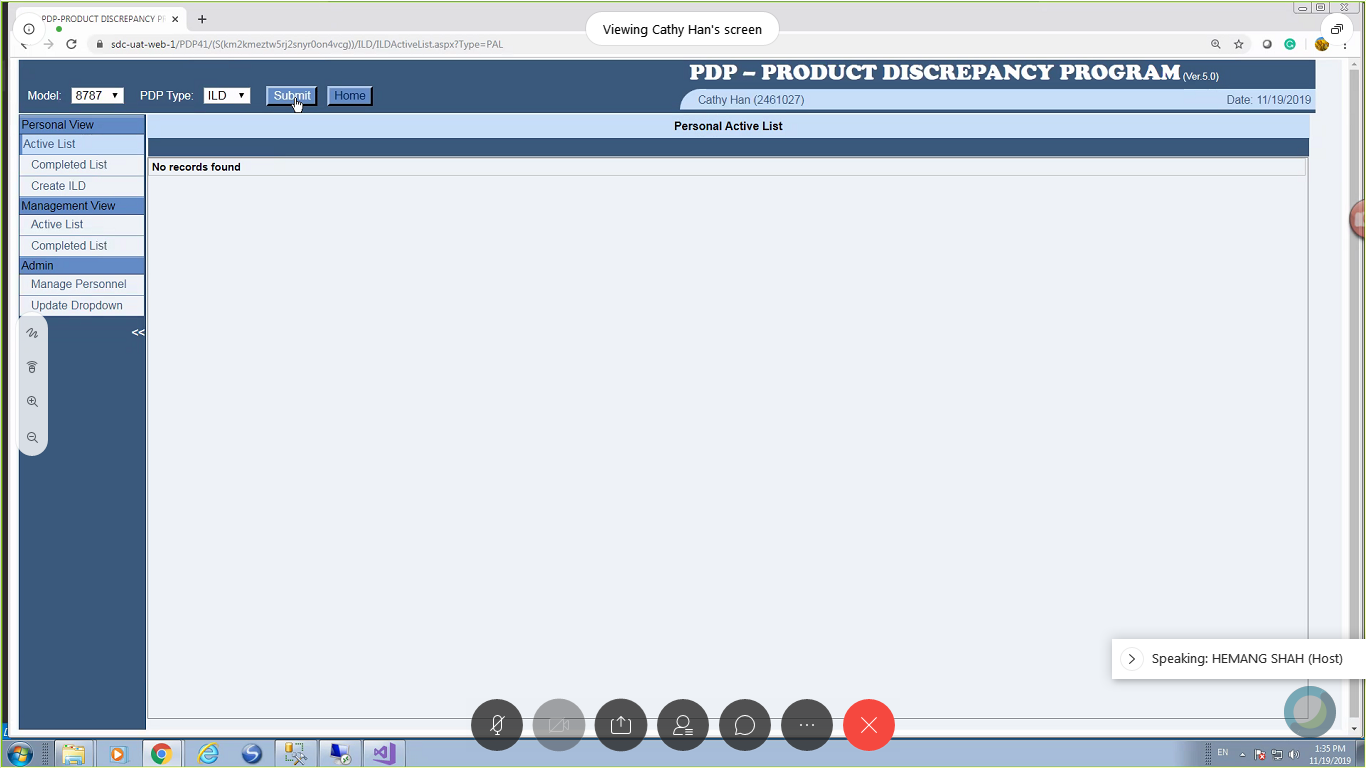 PDP-PRODUCT DISCREPANCY PR
Viewing Cathy Han's screen
sdc-uat-web-1/PDP41/(S(km2kmeztw5rj2snyr0on4vcg))/ILD/ILDActiveList.aspx?Type=PAL
PDP – PRODUCT DISCREPANCY PROGRAM (Ver.5.0)
Model: 8787 PDP Type: ILD Submit Home
Cathy Han (2461027) Date: 11/19/2019
Personal View
Personal Active List
Active List
Completed List
No records found
Create ILD
Management View
Active List
Completed List
Admin
Manage Personnel
Update Dropdown
<<
Speaking: HEMANG SHAH (Host)
EN
1:35 PM
11/19/2019